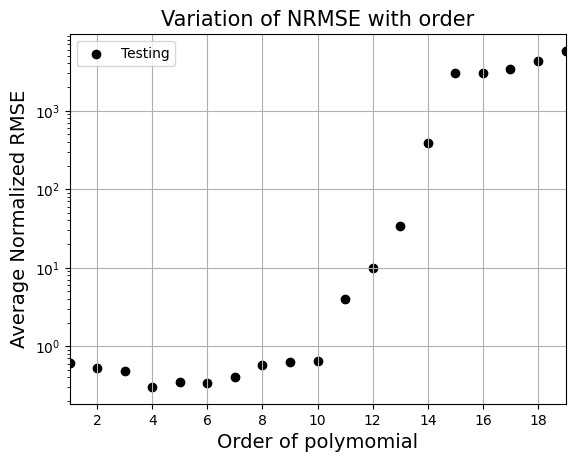 Variation of NRMSE with order
Testing
Average Normalized RMSE
10^3
10^2
10^1
10^0
2 4 6 8 10 12 14 16 18
Order of polymomial